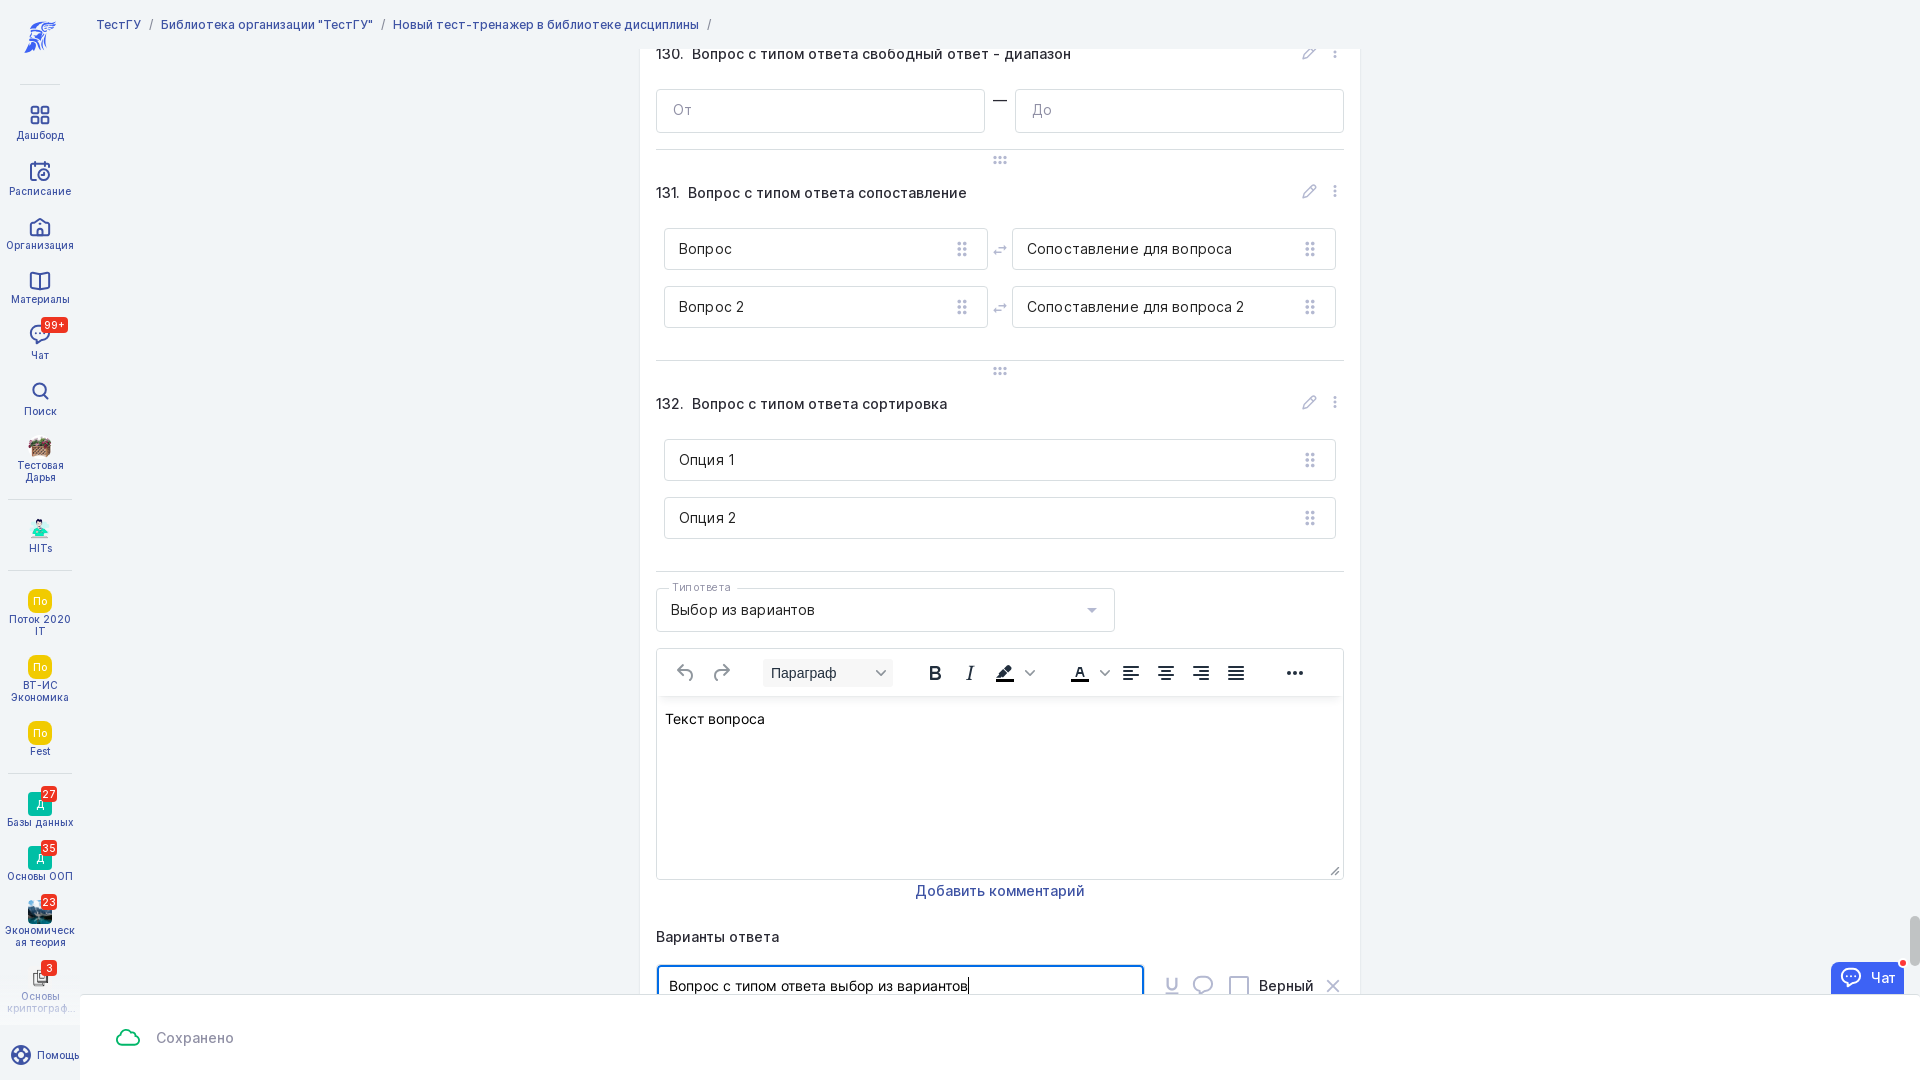 ТестГУ / Библиотека организации "ТестГУ" / Новый тест-тренажер в библиотеке дисциплины /
Дашборд
Расписание
Организация
Материалы
99+
Чат
Поиск
Тестовая
Дарья
HITs
По
Поток 2020
IT
По
ВТ-ИС
Экономика
По
Fest
27
Д
Базы данных
35
Д
Основы ООП
23
Экономическ
ая теория
3
Основы
криптограф...
Помощь
130. Вопрос с типом ответа свободный ответ - диапазон
От — До
131. Вопрос с типом ответа сопоставление
Вопрос Сопоставление для вопроса
Вопрос 2 Сопоставление для вопроса 2
132. Вопрос с типом ответа сортировка
Опция 1
Опция 2
Тип ответа
Выбор из вариантов
Параграф
Текст вопроса
Добавить комментарий
Варианты ответа
Вопрос с типом ответа выбор из вариантов Верный
Чат
Сохранено